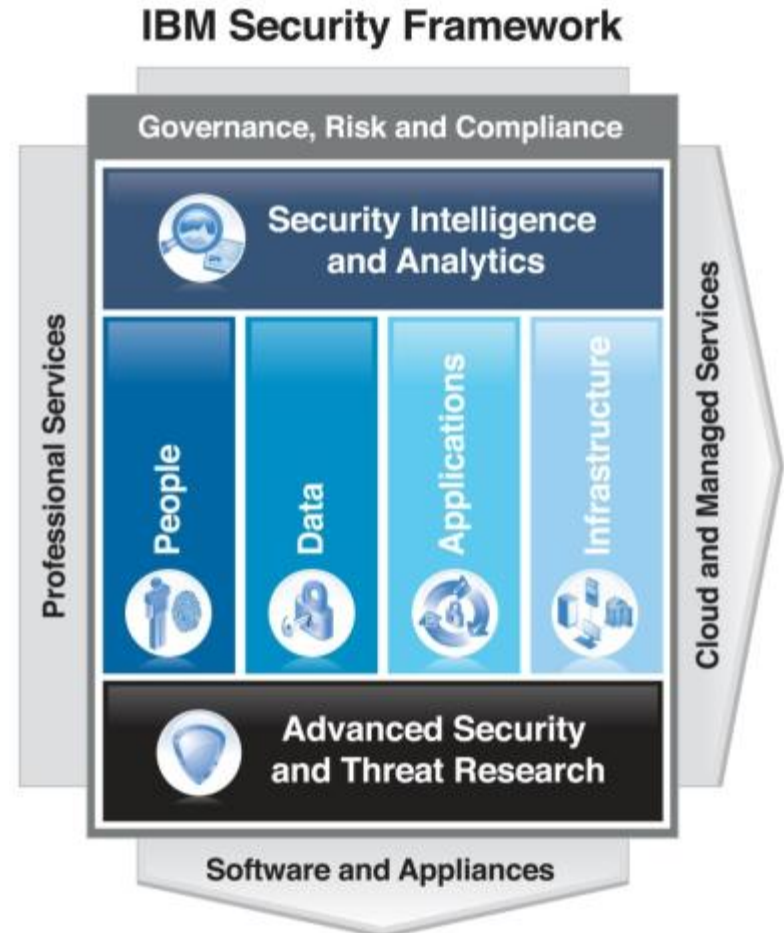 IBM Security Framework
Governance, Risk and Compliance
Security Intelligence
and Analytics
Professional Services
People
Data
Applications
Infrastructure
Cloud and Managed Services
Advanced Security
and Threat Research
Software and Appliances